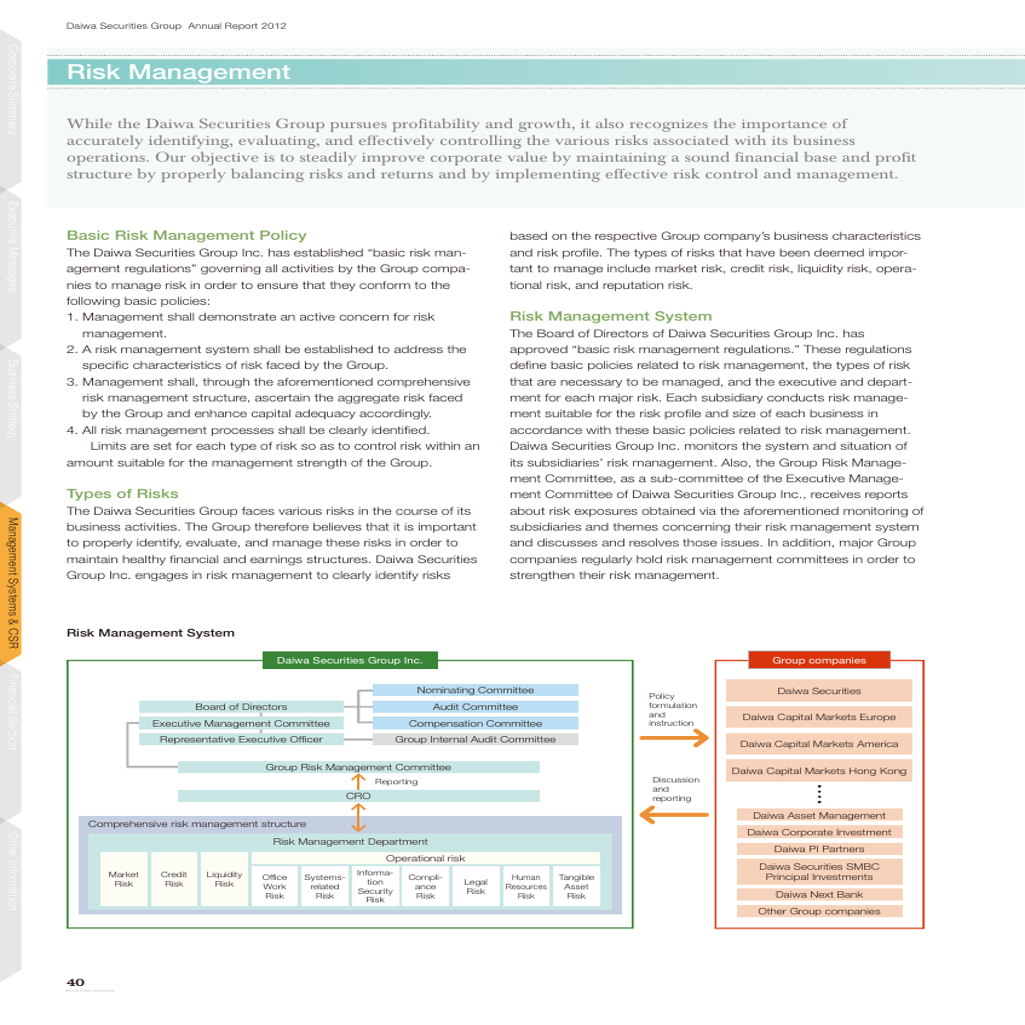 Daiwa Securities Group Annual Report 2012
Corporate Summary
Executive Messages
Business Strategy
Management Systems & CSR
Financial Section
Other Information
Risk Management
While the Daiwa Securities Group pursues profitability and growth, it also recognizes the importance of
accurately identifying, evaluating, and effectively controlling the various risks associated with its business
operations. Our objective is to steadily improve corporate value by maintaining a sound financial base and profit
structure by properly balancing risks and returns and by implementing effective risk control and management.
Basic Risk Management Policy
The Daiwa Securities Group Inc. has established “basic risk man-
agement regulations” governing all activities by the Group compa-
nies to manage risk in order to ensure that they conform to the
following basic policies:
1. Management shall demonstrate an active concern for risk
management.
2. A risk management system shall be established to address the
specific characteristics of risk faced by the Group.
3. Management shall, through the aforementioned comprehensive
risk management structure, ascertain the aggregate risk faced
by the Group and enhance capital adequacy accordingly.
4. All risk management processes shall be clearly identified.
Limits are set for each type of risk so as to control risk within an
amount suitable for the management strength of the Group.
Types of Risks
The Daiwa Securities Group faces various risks in the course of its
business activities. The Group therefore believes that it is important
to properly identify, evaluate, and manage these risks in order to
maintain healthy financial and earnings structures. Daiwa Securities
Group Inc. engages in risk management to clearly identify risks
based on the respective Group company’s business characteristics
and risk profile. The types of risks that have been deemed impor-
tant to manage include market risk, credit risk, liquidity risk, opera-
tional risk, and reputation risk.
Risk Management System
The Board of Directors of Daiwa Securities Group Inc. has
approved “basic risk management regulations.” These regulations
define basic policies related to risk management, the types of risk
that are necessary to be managed, and the executive and depart-
ment for each major risk. Each subsidiary conducts risk manage-
ment suitable for the risk profile and size of each business in
accordance with these basic policies related to risk management.
Daiwa Securities Group Inc. monitors the system and situation of
its subsidiaries’ risk management. Also, the Group Risk Manage-
ment Committee, as a sub-committee of the Executive Manage-
ment Committee of Daiwa Securities Group Inc., receives reports
about risk exposures obtained via the aforementioned monitoring of
subsidiaries and themes concerning their risk management system
and discusses and resolves those issues. In addition, major Group
companies regularly hold risk management committees in order to
strengthen their risk management.
Risk Management System
Daiwa Securities Group Inc.
Nominating Committee
Board of Directors
Audit Committee
Executive Management Committee
Compensation Committee
Representative Executive Officer
Group Internal Audit Committee
Group Risk Management Committee
Reporting
CRO
Comprehensive risk management structure
Risk Management Department
Market
Risk
Credit
Risk
Liquidity
Risk
Operational risk
Office
Work
Risk
Systems-
related
Risk
Informa-
tion
Security
Risk
Compli-
ance
Risk
Legal
Risk
Human
Resources
Risk
Tangible
Asset
Risk
Policy
formulation
and
instruction
Discussion
and
reporting
Group companies
Daiwa Securities
Daiwa Capital Markets Europe
Daiwa Capital Markets America
Daiwa Capital Markets Hong Kong
Daiwa Asset Management
Daiwa Corporate Investment
Daiwa PI Partners
Daiwa Securities SMBC
Principal Investments
Daiwa Next Bank
Other Group companies
40